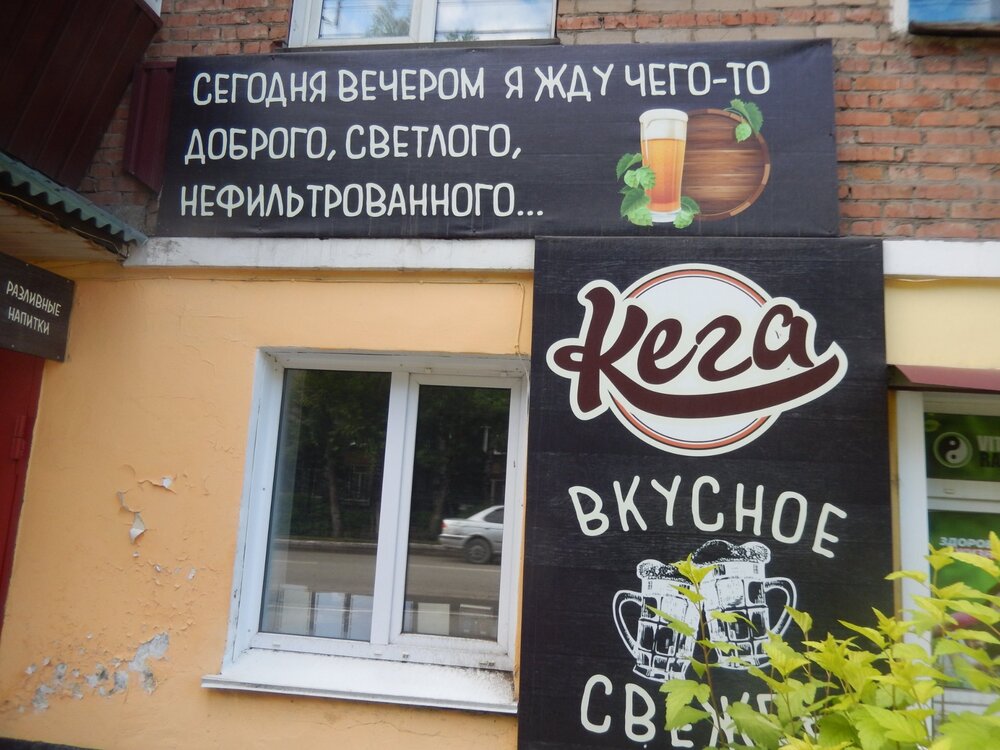 СЕГОДНЯ ВЕЧЕРОМ Я ЖДУ ЧЕГО-ТО
ДОБРОГО, СВЕТЛОГО,
НЕФИЛЬТРОВАННОГО...
РАЗЛИВНЫЕ
НАПИТКИ
Кега
ВКУСНОЕ